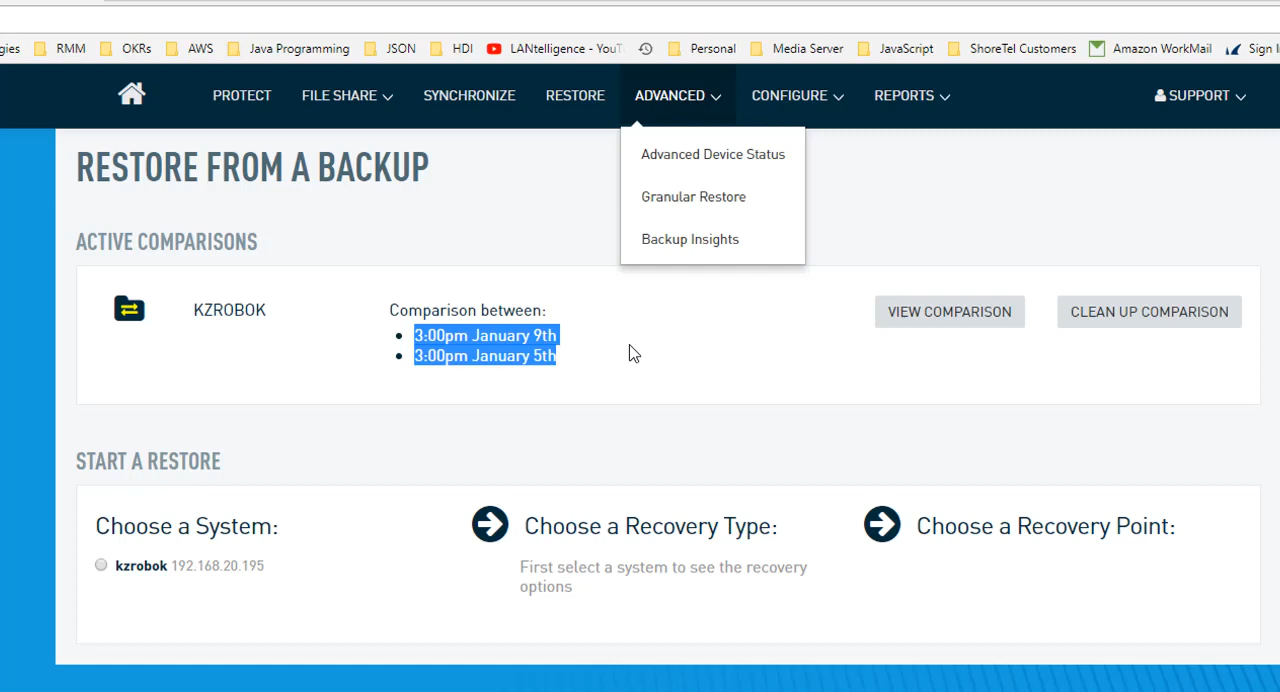 gies RMM OKRs AWS Java Programming JSON HDI LANtelligence - YouT Personal Media Server JavaScript ShoreTel Customers Amazon WorkMail Sign I
PROTECT FILE SHARE SYNCHRONIZE RESTORE ADVANCED CONFIGURE REPORTS SUPPORT
Advanced Device Status
Granular Restore
Backup Insights
RESTORE FROM A BACKUP
ACTIVE COMPARISONS
KZROBOK
Comparison between:
3:00pm January 9th
3:00pm January 5th
VIEW COMPARISON CLEAN UP COMPARISON
START A RESTORE
Choose a System: Choose a Recovery Type: Choose a Recovery Point:
kzrobok 192.168.20.195
First select a system to see the recovery
options